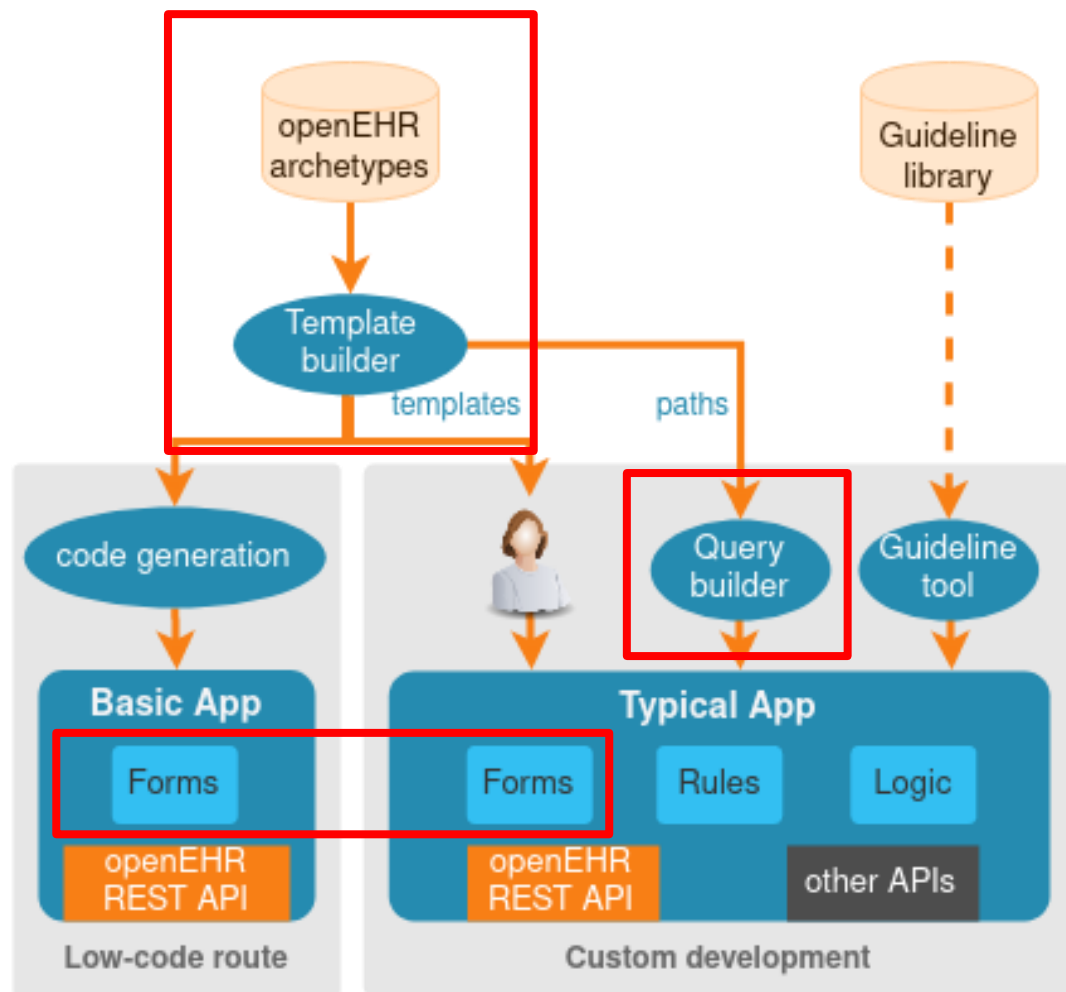 openEHR
archetypes
Guideline
library
Template
builder
templates
paths
code generation
Query
builder
Guideline
tool
Basic App
Forms
openEHR
REST API
Low-code route
Typical App
Forms
Rules
Logic
openEHR
REST API
other APIs
Custom development